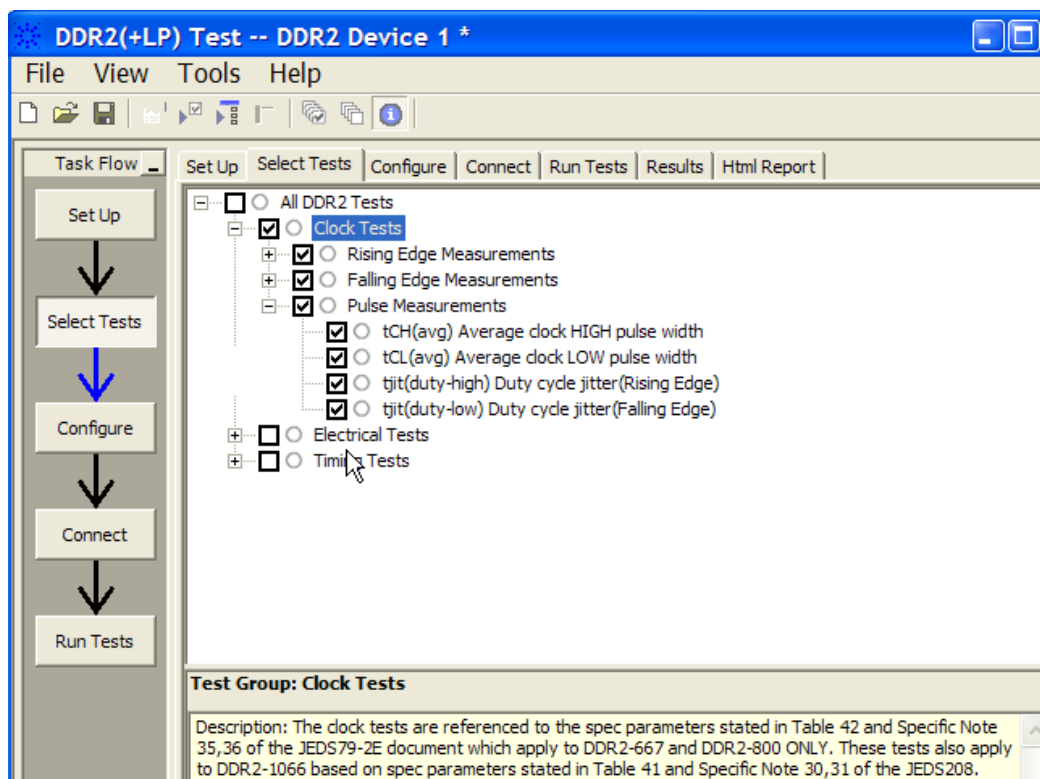 DDR2(+LP) Test -- DDR2 Device 1 *
File View Tools Help
Task Flow
Set Up
Select Tests
Configure
Connect
Run Tests
Set Up Select Tests Configure Connect Run Tests Results Html Report
All DDR2 Tests
Clock Tests
Rising Edge Measurements
Falling Edge Measurements
Pulse Measurements
tCH(avg) Average clock HIGH pulse width
tCL(avg) Average clock LOW pulse width
tjit(duty-high) Duty cycle jitter(Rising Edge)
tjit(duty-low) Duty cycle jitter(Falling Edge)
Electrical Tests
Timing Tests
Test Group: Clock Tests
Description: The clock tests are referenced to the spec parameters stated in Table 42 and Specific Note
35,36 of the JEDS79-2E document which apply to DDR2-667 and DDR2-800 ONLY. These tests also apply
to DDR2-1066 based on spec parameters stated in Table 41 and Specific Note 30,31 of the JEDS208.